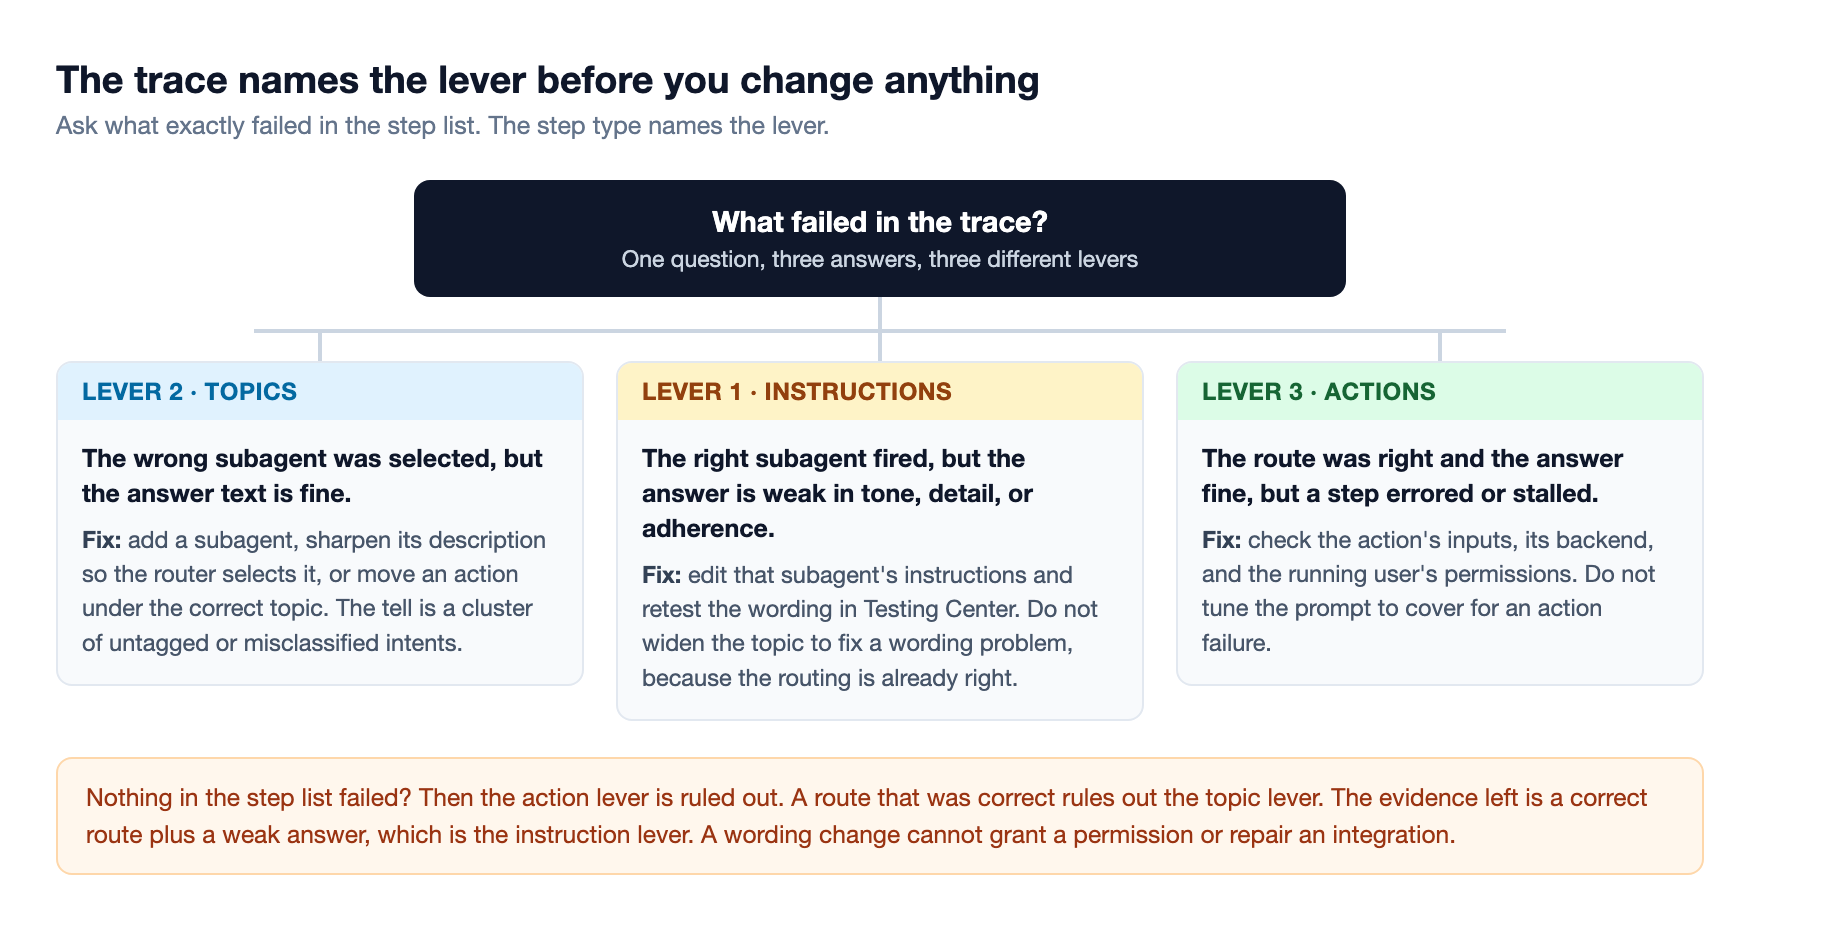 The trace names the lever before you change anything
Ask what exactly failed in the step list. The step type names the lever.
What failed in the trace?
One question, three answers, three different levers
LEVER 2 · TOPICS
The wrong subagent was selected, but
the answer text is fine.
Fix: add a subagent, sharpen its description
so the router selects it, or move an action
under the correct topic. The tell is a cluster
of untagged or misclassified intents.
LEVER 1 · INSTRUCTIONS
The right subagent fired, but the
answer is weak in tone, detail, or
adherence.
Fix: edit that subagent's instructions and
retest the wording in Testing Center. Do not
widen the topic to fix a wording problem,
because the routing is already right.
LEVER 3 · ACTIONS
The route was right and the answer
fine, but a step errored or stalled.
Fix: check the action's inputs, its backend,
and the running user's permissions. Do not
tune the prompt to cover for an action
failure.
Nothing in the step list failed? Then the action lever is ruled out. A route that was correct rules out the topic lever. The evidence left is a correct
route plus a weak answer, which is the instruction lever. A wording change cannot grant a permission or repair an integration.